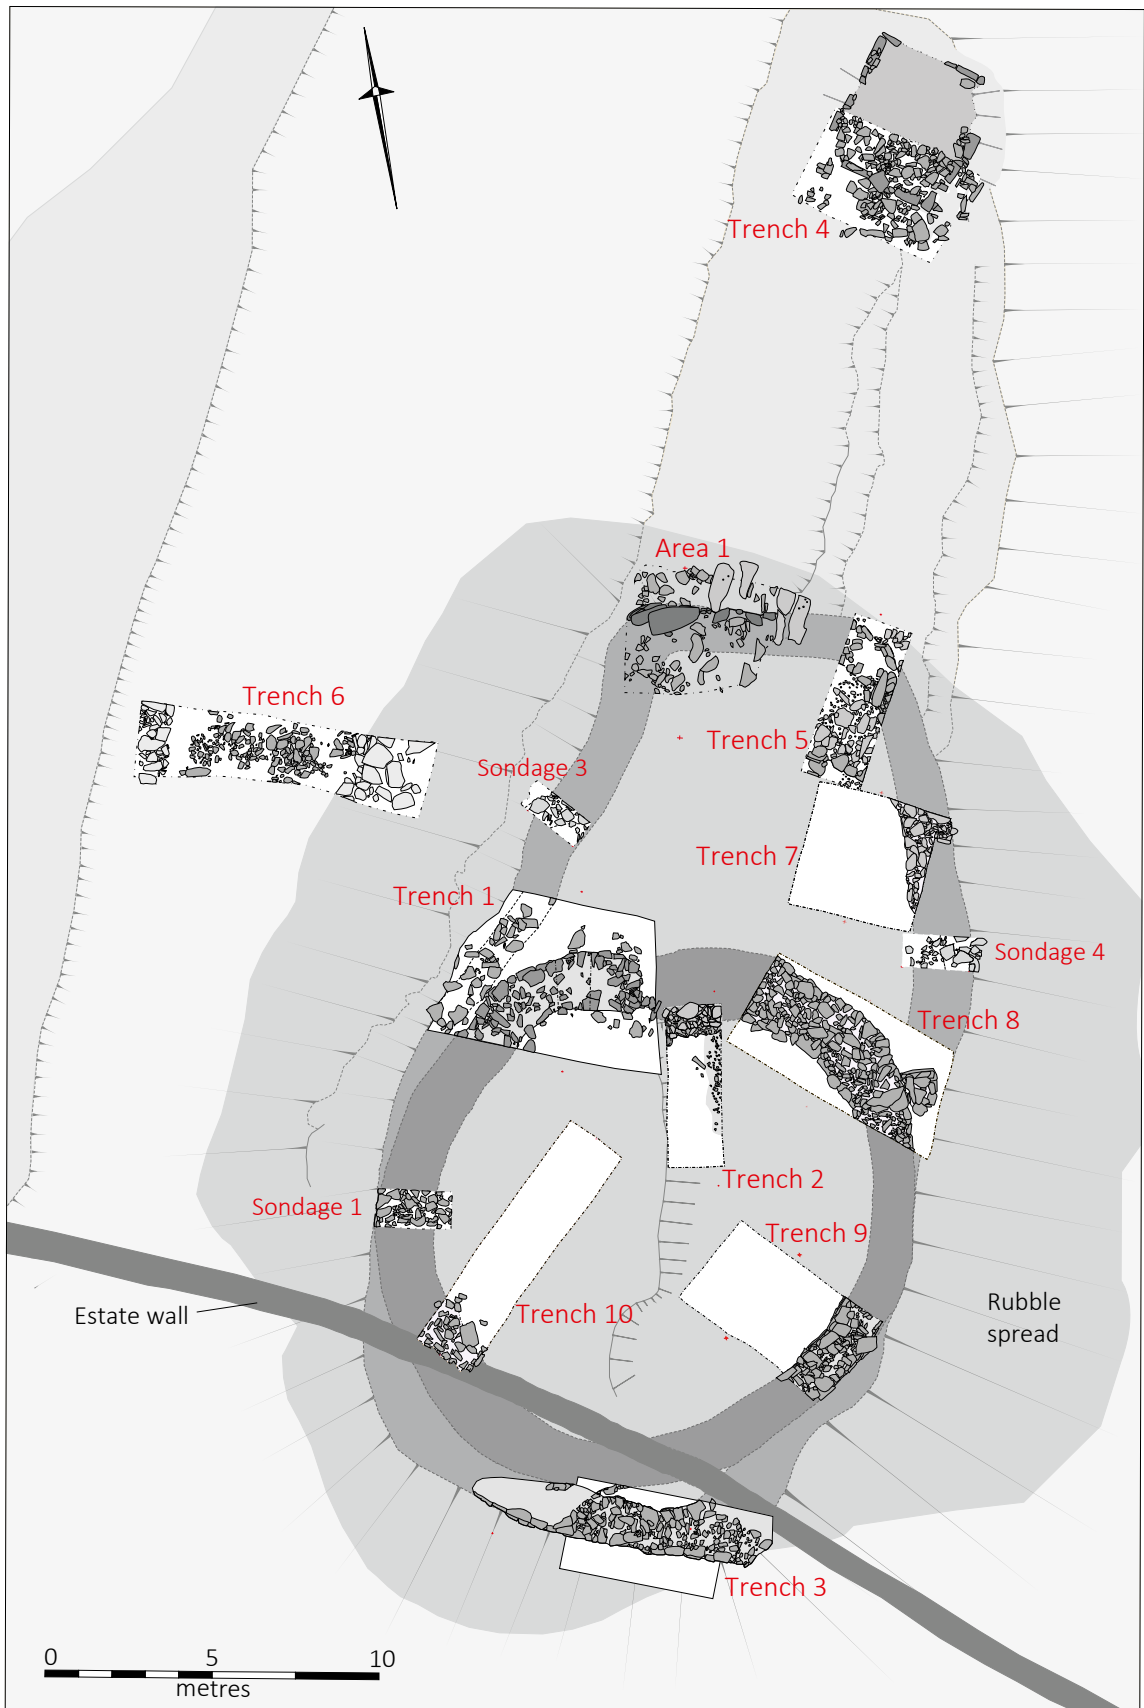 Trench 4
Area 1
Trench 6
Trench 5
Sondage 3
Trench 7
Trench 1
Sondage 4
Trench 8
Trench 2
Sondage 1
Trench 9
Rubble
spread
Estate wall
Trench 10
Trench 3
0 5 10
metres